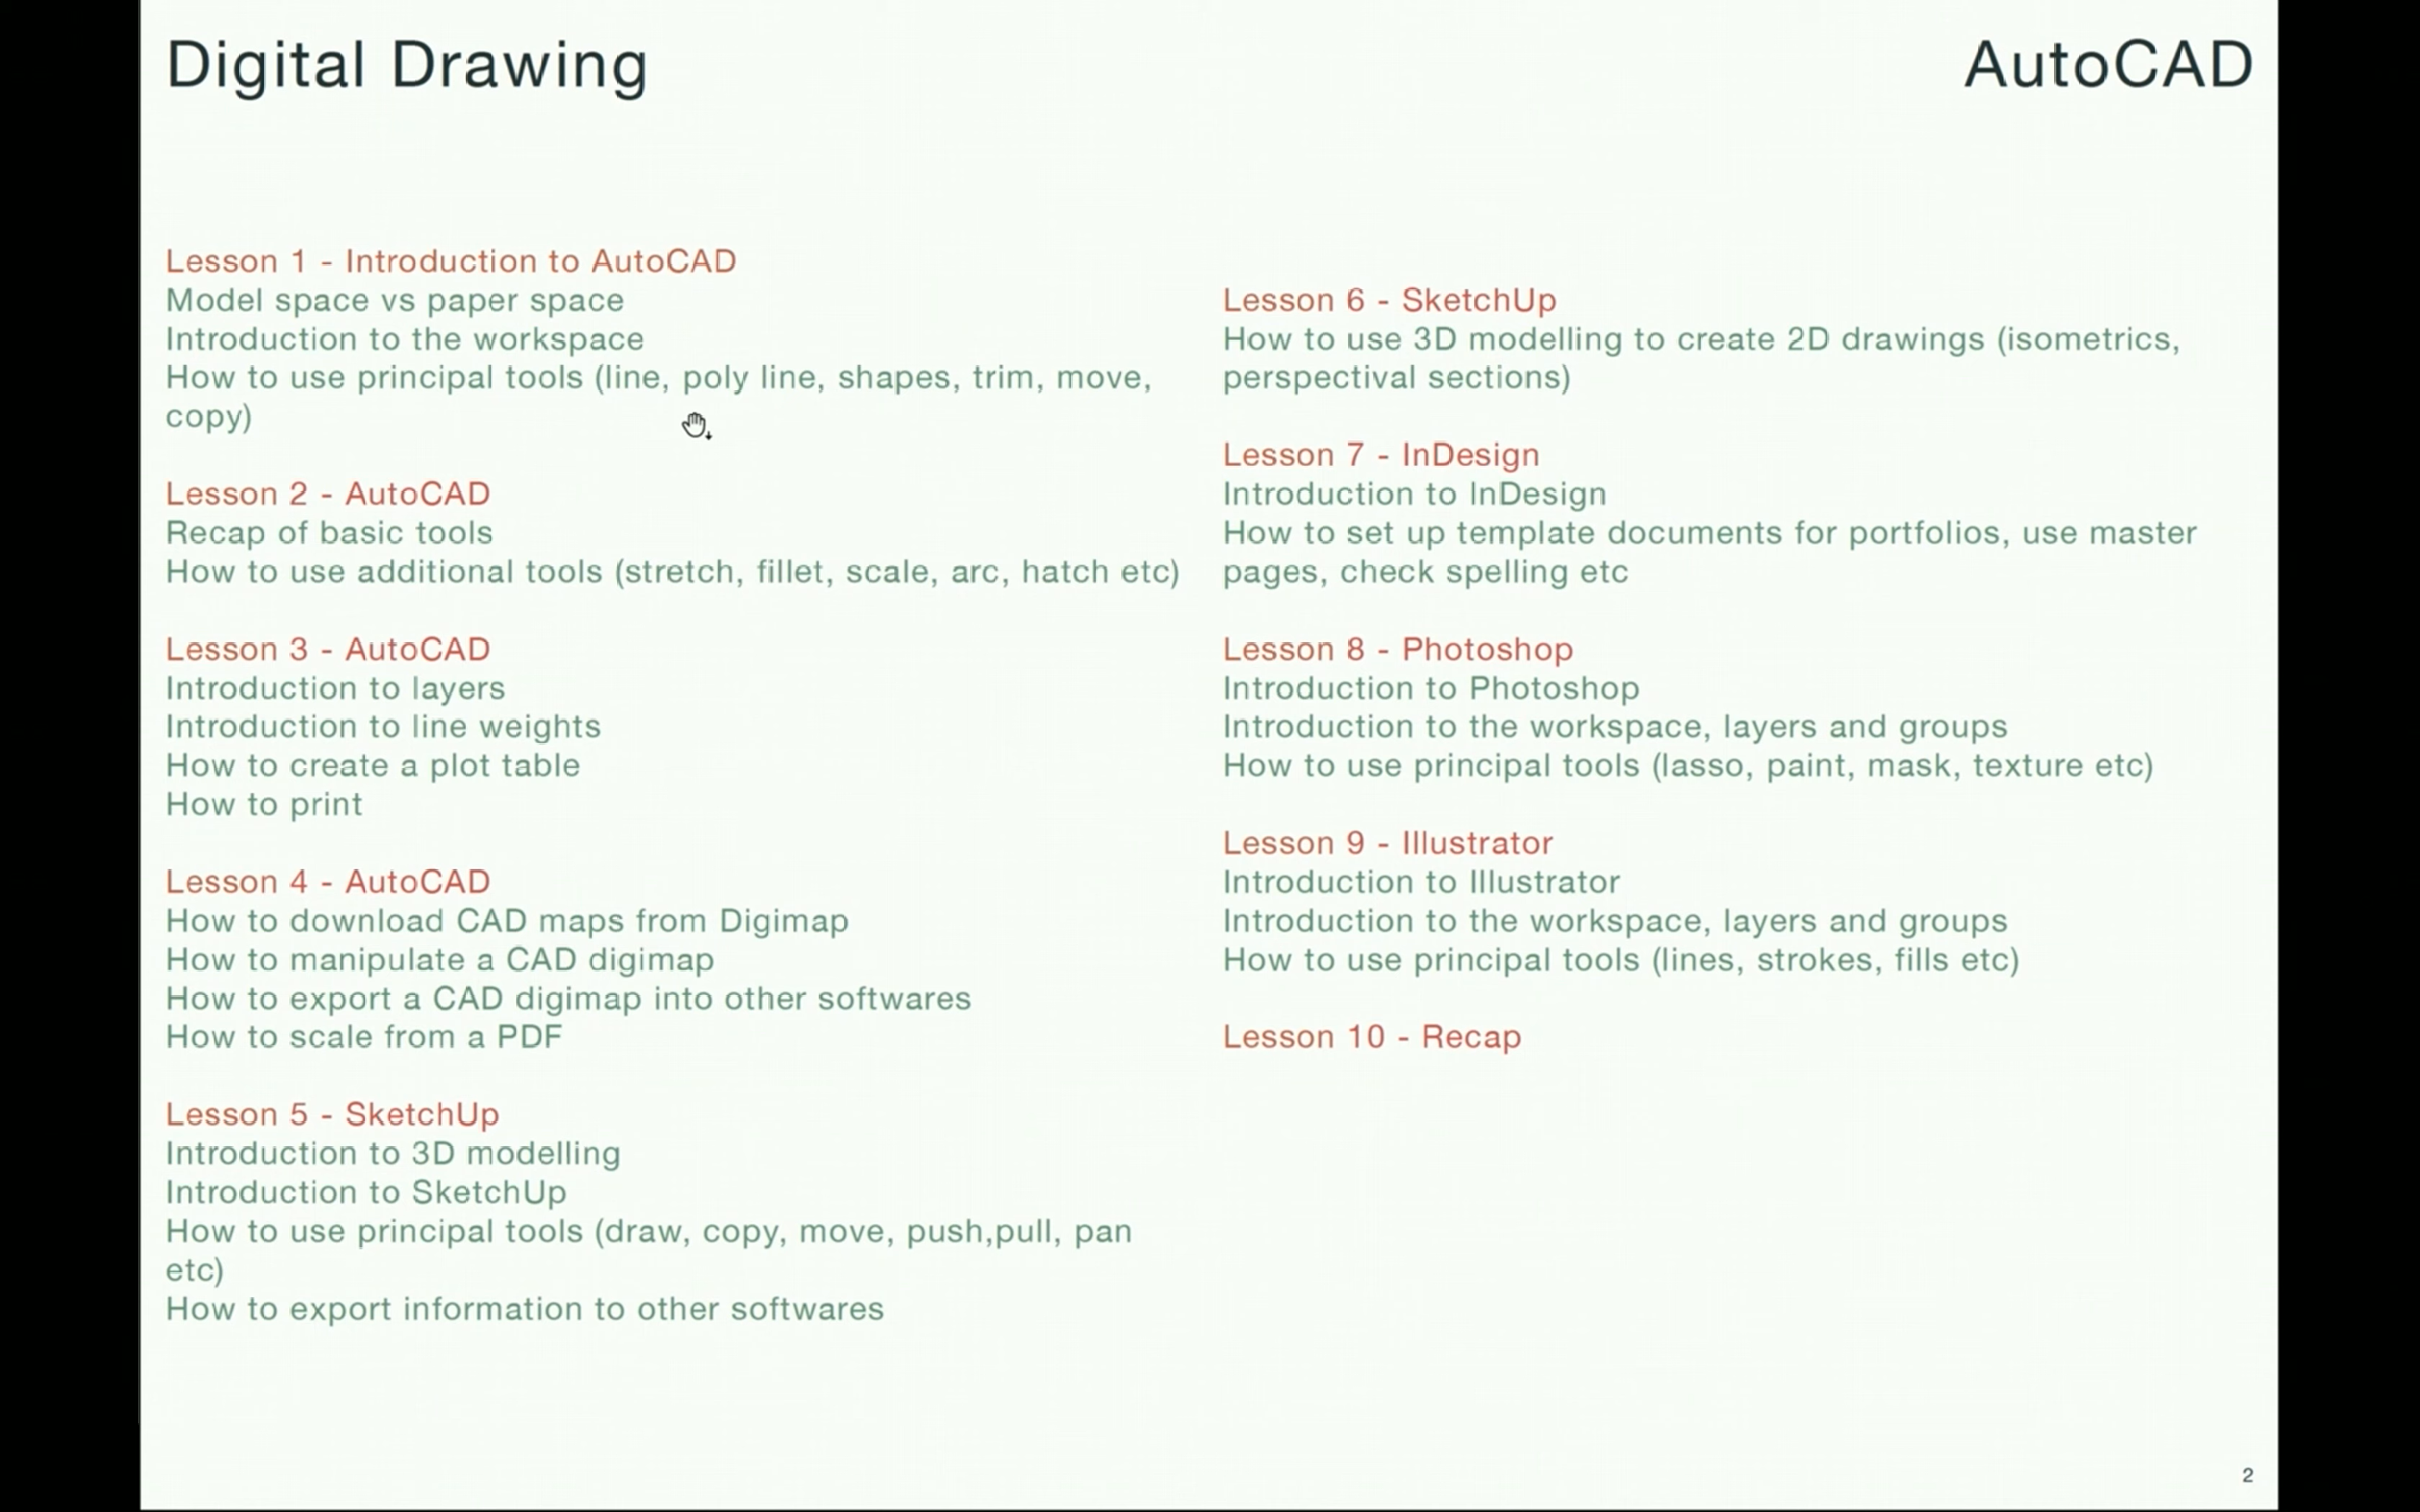 Digital Drawing
AutoCAD
Lesson 1 - Introduction to AutoCAD
Model space vs paper space
Introduction to the workspace
How to use principal tools (line, poly line, shapes, trim, move,
copy)
Lesson 2 - AutoCAD
Recap of basic tools
How to use additional tools (stretch, fillet, scale, arc, hatch etc)
Lesson 3 - AutoCAD
Introduction to layers
Introduction to line weights
How to create a plot table
How to print
Lesson 4 - AutoCAD
How to download CAD maps from Digimap
How to manipulate a CAD digimap
How to export a CAD digimap into other softwares
How to scale from a PDF
Lesson 5 - SketchUp
Introduction to 3D modelling
Introduction to SketchUp
How to use principal tools (draw, copy, move, push,pull, pan
etc)
How to export information to other softwares
Lesson 6 - SketchUp
How to use 3D modelling to create 2D drawings (isometrics,
perspectival sections)
Lesson 7 - InDesign
Introduction to InDesign
How to set up template documents for portfolios, use master
pages, check spelling etc
Lesson 8 - Photoshop
Introduction to Photoshop
Introduction to the workspace, layers and groups
How to use principal tools (lasso, paint, mask, texture etc)
Lesson 9 - Illustrator
Introduction to Illustrator
Introduction to the workspace, layers and groups
How to use principal tools (lines, strokes, fills etc)
Lesson 10 - Recap
2